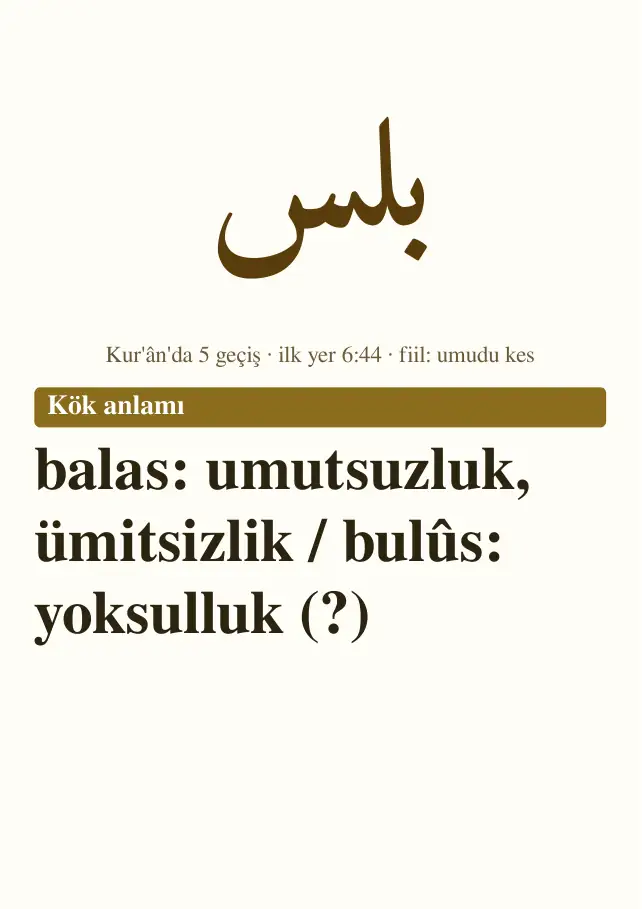 بلس
Kur'ân'da 5 geçiş · ilk yer 6:44 · fiil: umudu kes
Kök anlamı
balas: umutsuzluk,
ümitsizlik / bulûs:
yoksulluk (?)